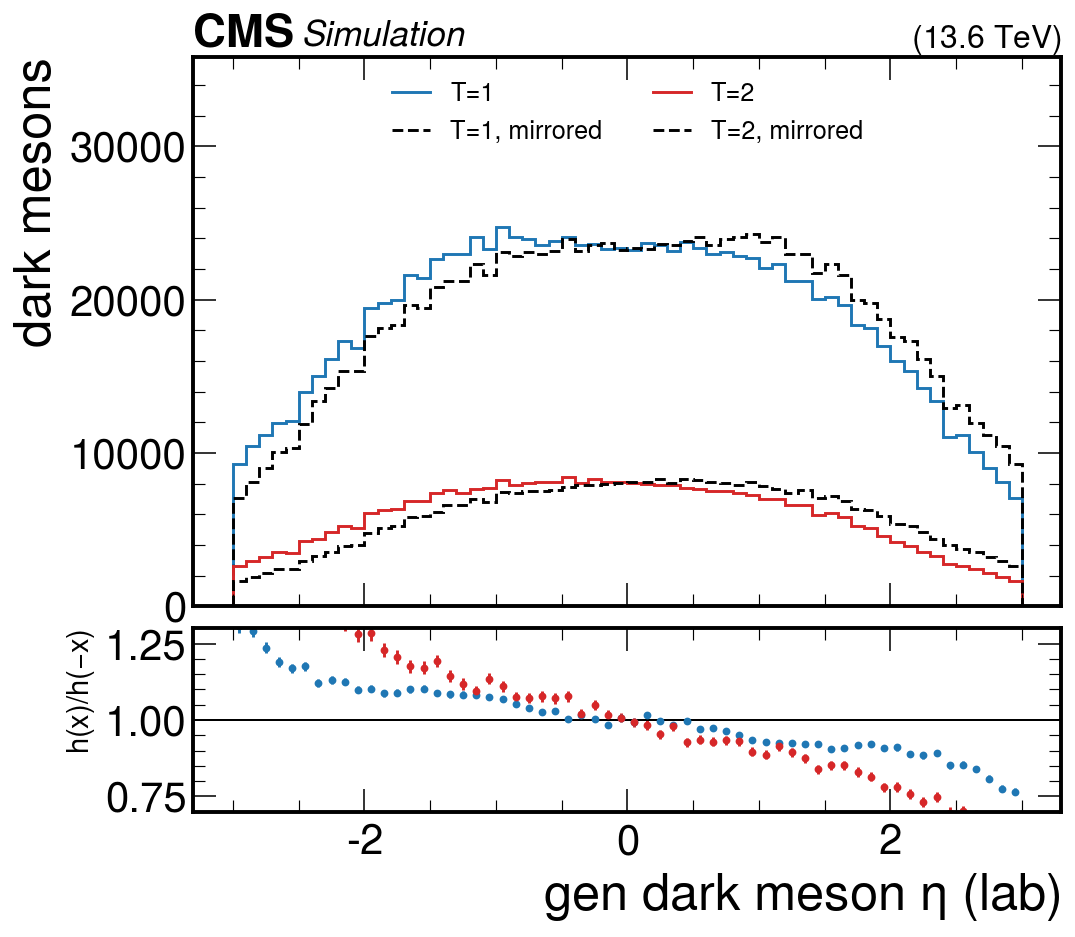 CMS Simulation (13.6 TeV)
dark mesons
T=1 T=2
T=1, mirrored T=2, mirrored
30000
20000
10000
0
h(x)/h(−x)
1.25
1.00
0.75
-2 0 2
gen dark meson η (lab)